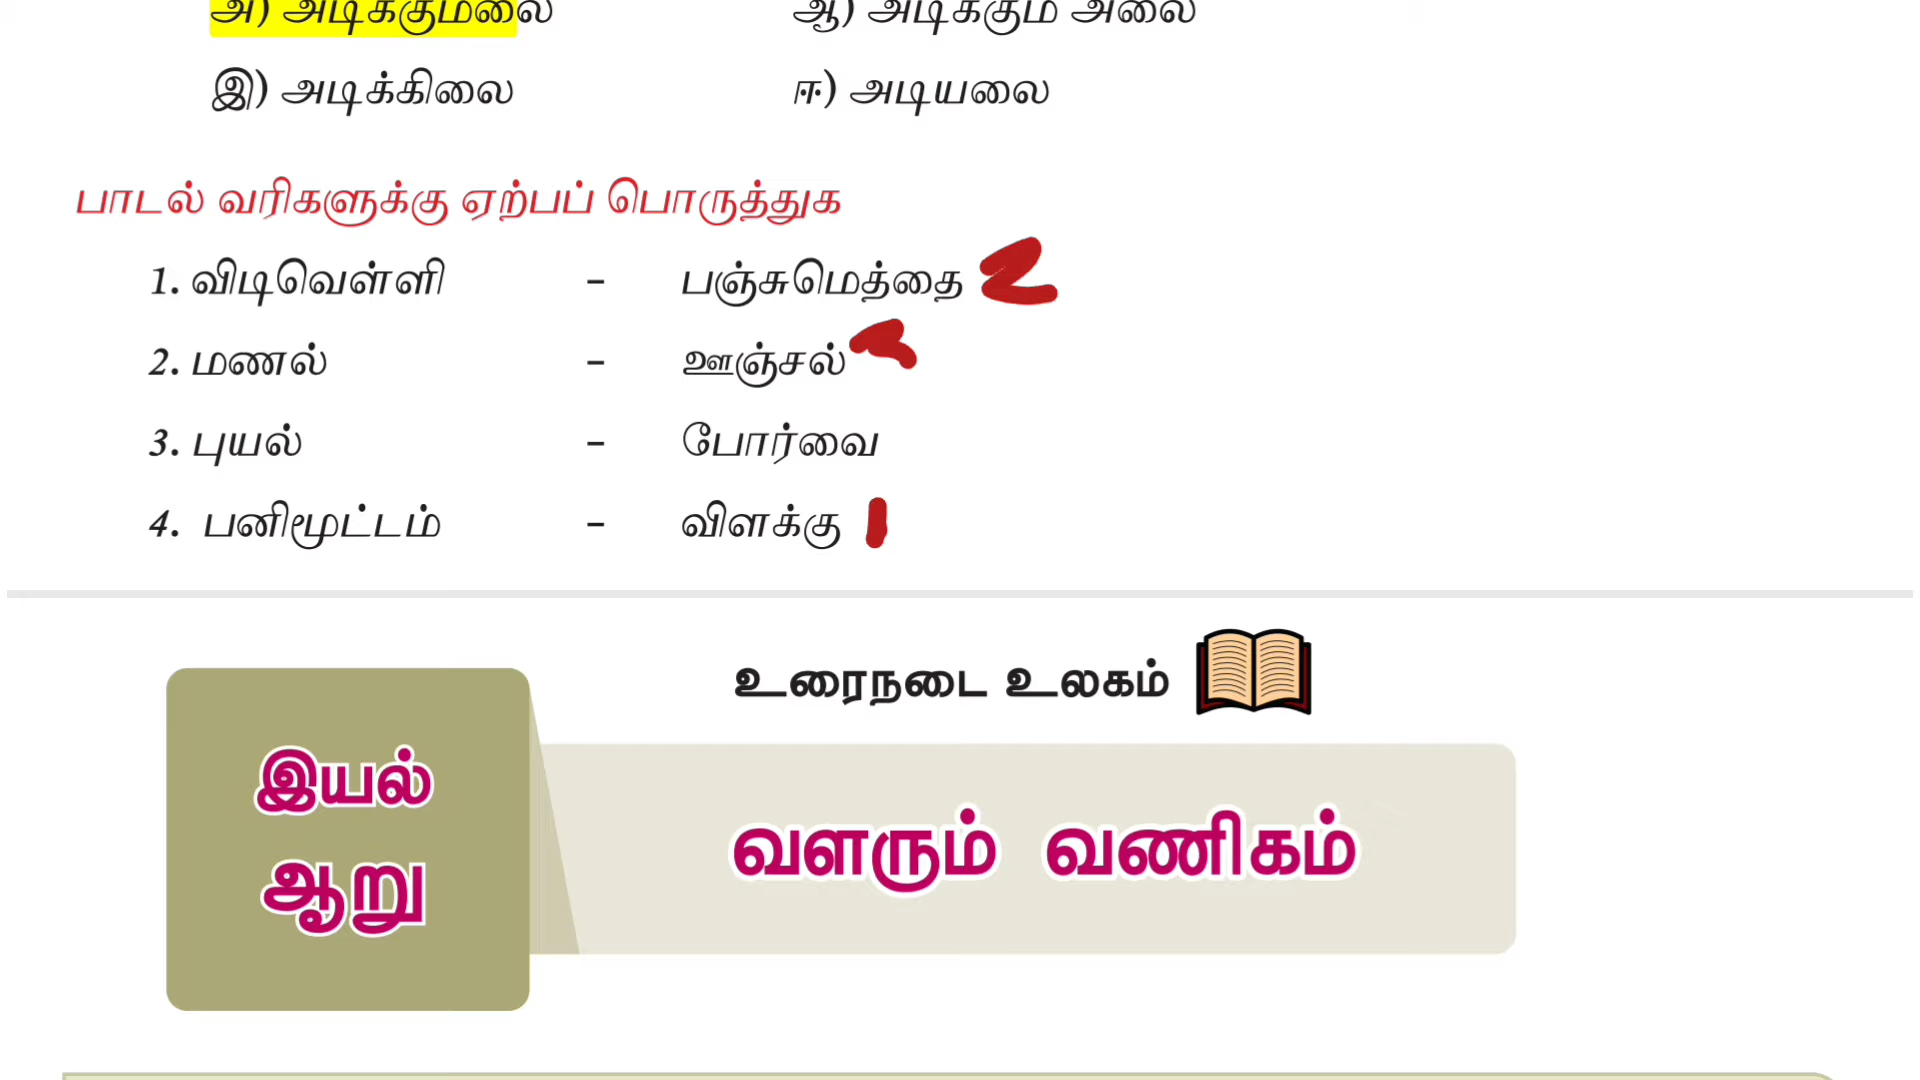 அ) அடிக்குமலை ஆ) அடிக்கும் அலை
இ) அடிக்கிலை ஈ) அடியலை
பாடல் வரிகளுக்கு ஏற்பப் பொருத்துக
1. விடிவெள்ளி – பஞ்சுமெத்தை 2
2. மணல் – ஊஞ்சல்
3. புயல் – போர்வை
4. பனிமூட்டம் – விளக்கு 1
உரைநடை உலகம்
இயல்
ஆறு
வளரும் வணிகம்